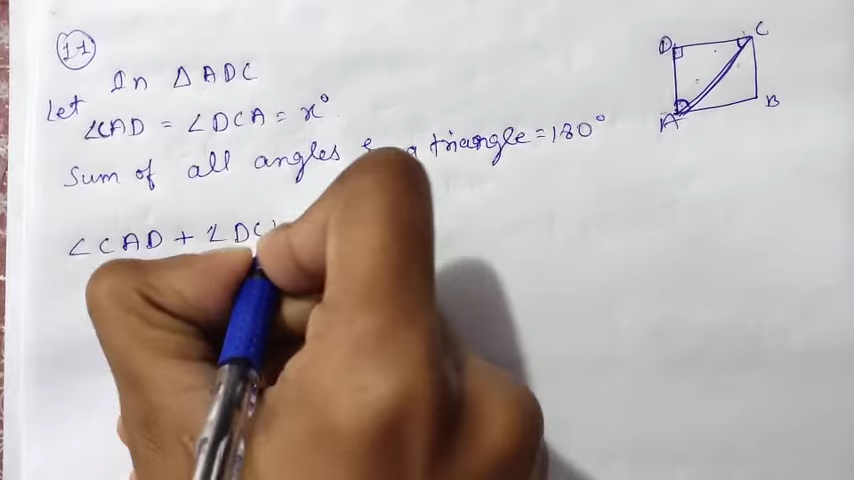 11
In △ADC
Let
∠CAD = ∠DCA = x°.
Sum of all angles a triangle = 180°
∠CAD + ∠DC
D
C
A
B